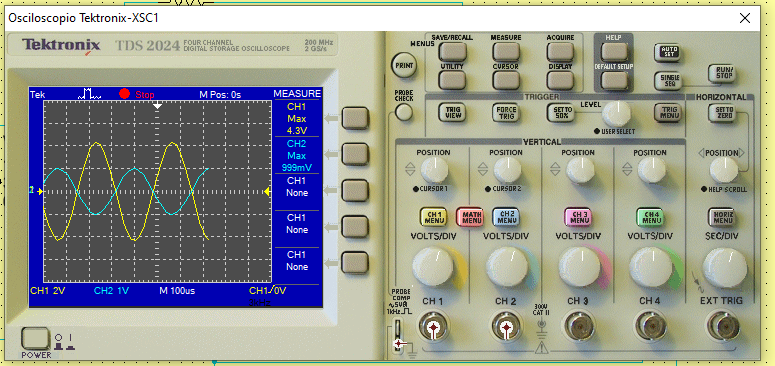 Osciloscopio Tektronix-XSC1
Tektronix TDS 2024 FOUR CHANNEL
DIGITAL STORAGE OSCILLOSCOPE
200 MHz
2 GS/s
Tek Stop M Pos: 0s MEASURE
CH1
Max
4.3V
CH2
Max
999mV
CH1
None
CH1
None
CH1
None
CH1 2V CH2 1V M 100us CH1 / 0V
1
POWER
PRINT
PROBE
CHECK
MENUS
SAVE/RECALL MEASURE ACQUIRE
UTILITY CURSOR DISPLAY
HELP
DEFAULT SETUP
AUTO
SET
SINGLE
SEQ
RUN/
STOP
TRIGGER
TRIG
VIEW
FORCE
TRIG
SET TO
50%
LEVEL
USER SELECT
TRIG
MENU
HORIZONTAL
SET TO
ZERO
VERTICAL
POSITION POSITION POSITION POSITION POSITION
CURSOR 1 CURSOR 2 HELP SCROLL
CH 1
MENU
MATH
MENU
CH 2
MENU
CH 3
MENU
CH 4
MENU
HORIZ
MENU
VOLTS/DIV VOLTS/DIV VOLTS/DIV VOLTS/DIV SEC/DIV
PROBE
COMP
~5V
1kHz
CH 1 CH 2 CH 3 CH 4 EXT TRIG
300V
CAT II